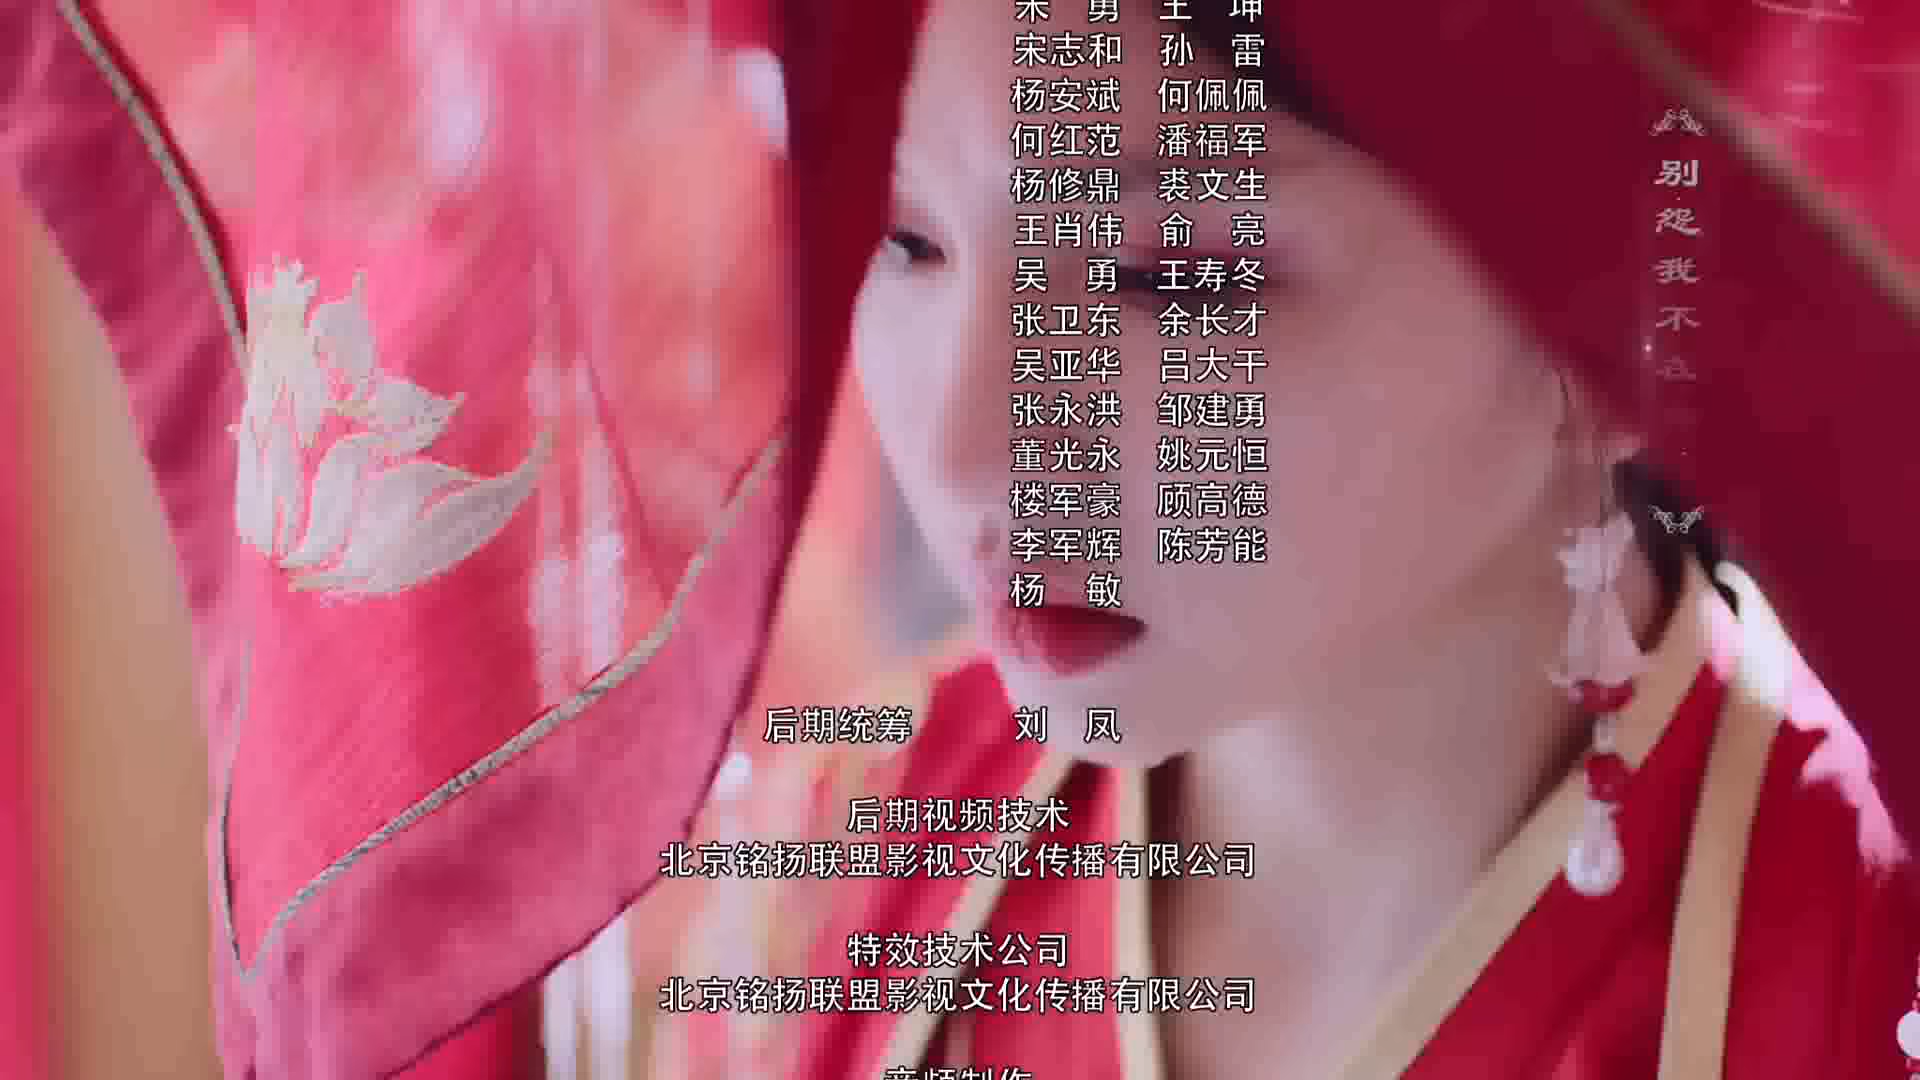 宋志和 孙 雷
杨安斌 何佩佩
何红范 潘福军
杨修鼎 裘文生
王肖伟 俞 亮
吴 勇 王寿冬
张卫东 余长才
吴亚华 吕大干
张永洪 邹建勇
董光永 姚元恒
楼军豪 顾高德
李军辉 陈芳能
杨 敏
后期统筹 刘 凤
后期视频技术
北京铭扬联盟影视文化传播有限公司
特效技术公司
北京铭扬联盟影视文化传播有限公司
音频制作
别怨我不在